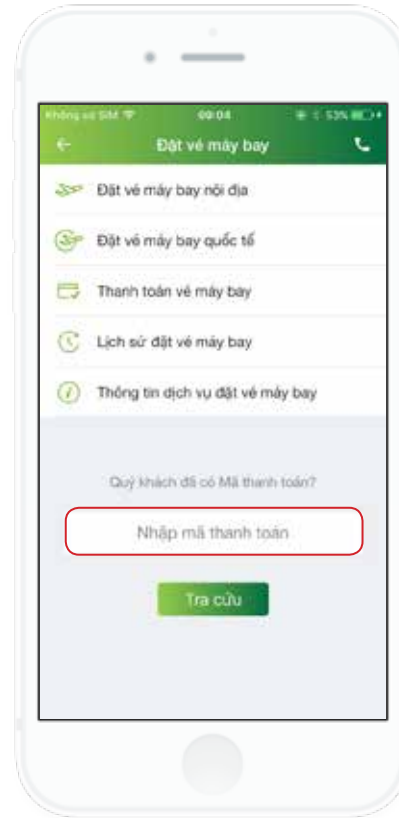 Không có SIM 09:04 53%
Đặt vé máy bay
Đặt vé máy bay nội địa
Đặt vé máy bay quốc tế
Thanh toán vé máy bay
Lịch sử đặt vé máy bay
Thông tin dịch vụ đặt vé máy bay
Quý khách đã có Mã thanh toán?
Nhập mã thanh toán
Tra cứu